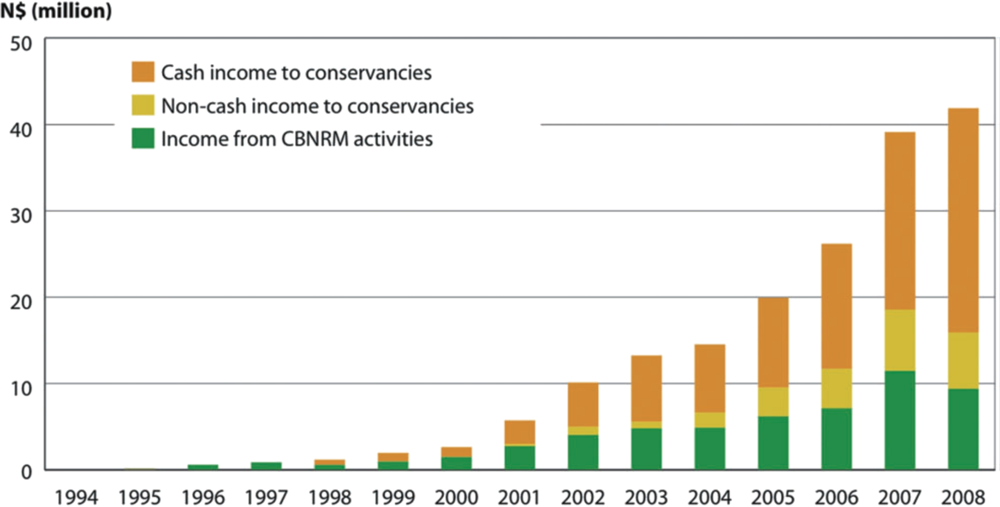 N$ (million)
50
Cash income to conservancies
Non-cash income to conservancies
40
Income from CBNRM activities
30
20
10
0
1994 1995 1996 1997 1998 1999 2000 2001 2002 2003 2004 2005 2006 2007 2008